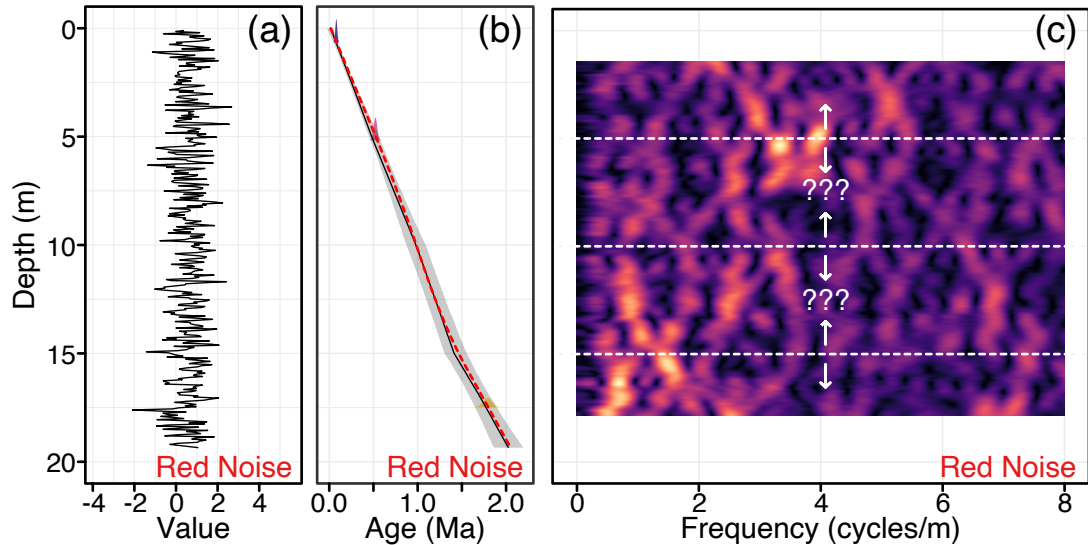 (a)
(b)
(c)
Depth (m)
0
5
10
15
20
???
???
Red Noise
Red Noise
Red Noise
-4 -2 0 2 4
0.0 1.0 2.0
0 2 4 6 8
Value
Age (Ma)
Frequency (cycles/m)